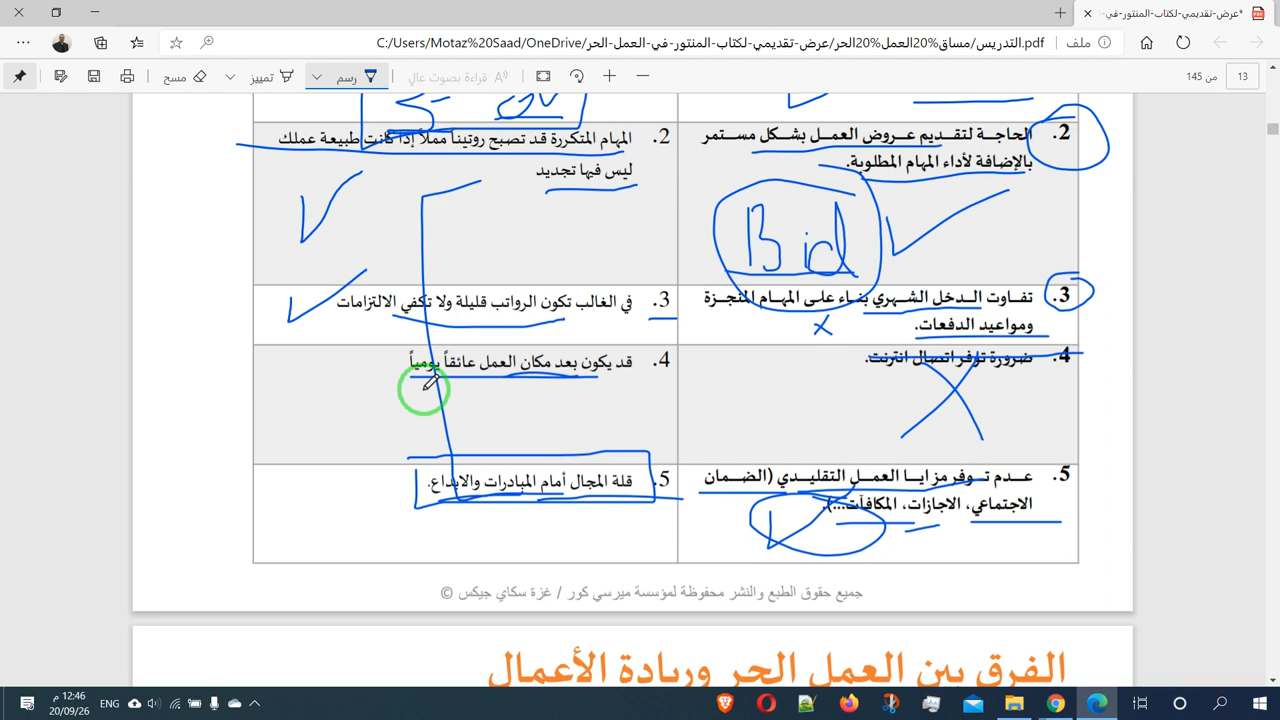 *عرض-تقديمي-لكتاب-المنتور-في-
ملف
C:/Users/Motaz%20Saad/OneDrive/التدريس/مساق%20العمل%20الحر/عرض-تقديمي-لكتاب-المنتور-في-العمل-الحر.pdf
13
من 145
قراءة بصوت عالٍ
رسم
تمييز
مسح
2. الحاجة لتقديم عروض العمل بشكل مستمر
بالإضافة لأداء المهام المطلوبة.
Bid
3. تفاوت الدخل الشهري بناء على المهام المنجزة
ومواعيد الدفعات.
4. ضرورة توفر اتصال انترنت.
5. عدم توفر مزايا العمل التقليدي (الضمان
الاجتماعي، الاجازات، المكافآت...).
2. المهام المتكررة قد تصبح روتيناً مملاً إذا كانت طبيعة عملك
ليس فيها تجديد
3. في الغالب تكون الرواتب قليلة ولا تكفي الالتزامات
4. قد يكون بعد مكان العمل عائقاً يومياً
5. قلة المجال أمام المبادرات والابداع.
جميع حقوق الطبع والنشر محفوظة لمؤسسة ميرسي كور / غزة سكاي جيكس ©
الفرق بين العمل الحر وريادة الأعمال
ENG
12:46 م
20/09/26